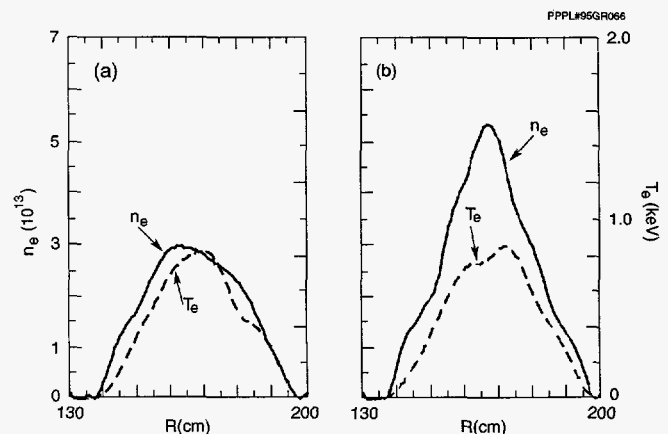 PPPL#95GR066
7
5
3
1
0
n_e (10^13)
(a)
n_e
T_e
130
R(cm)
200
(b)
n_e
T_e
130
R(cm)
200
2.0
1.0
0
T_e (keV)